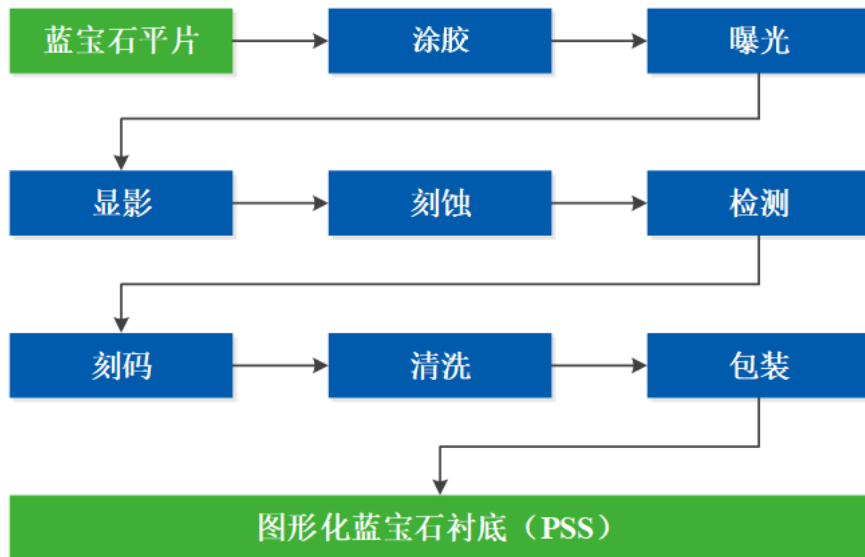 蓝宝石平片
涂胶
曝光
显影
刻蚀
检测
刻码
清洗
包装
图形化蓝宝石衬底（PSS）